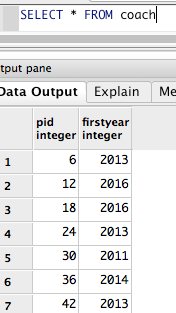 SELECT * FROM coach
tput pane
Data Output Explain Me
pid firstyear
integer integer
1 6 2013
2 12 2016
3 18 2016
4 24 2013
5 30 2011
6 36 2014
7 42 2013